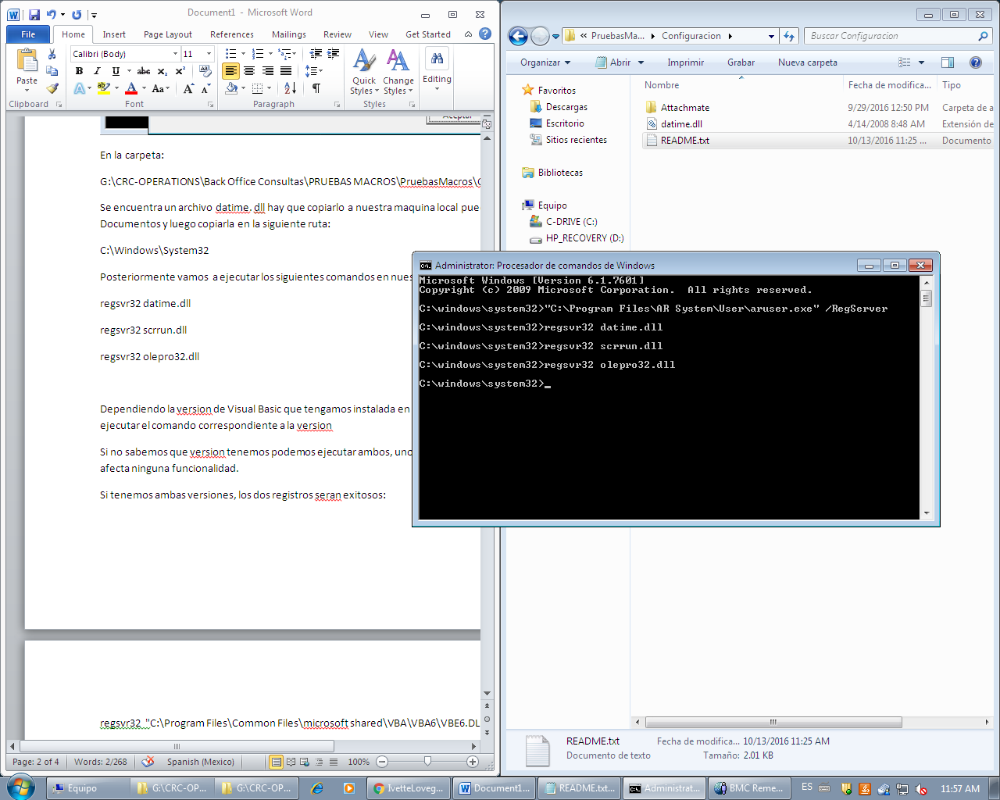 Document1 - Microsoft Word
File Home Insert Page Layout References Mailings Review View Get Started
Calibri (Body) 11
Paste
Quick Styles Change Styles Editing
Clipboard Font Paragraph Styles
Aceptar
En la carpeta:
G:\CRC-OPERATIONS\Back Office Consultas\PRUEBAS MACROS\PruebasMacros\
Se encuentra un archivo datime. dll hay que copiarlo a nuestra maquina local
Documentos y luego copiarla en la siguiente ruta:
C:\Windows\System32
Posteriormente vamos a ejecutar los siguientes comandos en
regsvr32 datime.dll
regsvr32 scrrun.dll
regsvr32 olepro32.dll
Dependiendo la version de Visual Basic que tengamos instalada en
ejecutar el comando correspondiente a la version
Si no sabemos que version tenemos podemos ejecutar ambos,
afecta ninguna funcionalidad.
Si tenemos ambas versiones, los dos registros seran exitosos:
regsvr32 "C:\Program Files\Common Files\microsoft shared\VBA\VBA6\VBE6.DL
Page: 2 of 4 Words: 2/268 Spanish (Mexico) 100%
« PruebasMa... Configuracion Buscar Configuracion
Organizar Abrir Imprimir Grabar Nueva carpeta
Favoritos
Descargas
Escritorio
Sitios recientes
Bibliotecas
Equipo
C-DRIVE (C:)
HP_RECOVERY (D:)
Nombre Fecha de modifica... Tipo
Attachmate 9/29/2016 12:50 PM Carpeta de a
datime.dll 4/14/2008 8:48 AM Extensión de
README.txt 10/13/2016 11:25 ... Documento
Administrator: Procesador de comandos de Windows
Microsoft Windows [Version 6.1.7601]
Copyright (c) 2009 Microsoft Corporation.  All rights reserved.
C:\windows\system32>"C:\Program Files\AR System\User\aruser.exe" /RegServer
C:\windows\system32>regsvr32 datime.dll
C:\windows\system32>regsvr32 scrrun.dll
C:\windows\system32>regsvr32 olepro32.dll
C:\windows\system32>_
README.txt Fecha de modifica... 10/13/2016 11:25 AM
Documento de texto Tamaño: 2.01 KB
Equipo G:\CRC-OP... G:\CRC-OP... IvetteLoveg... Document1... README.txt... Administrat... BMC Reme... ES 11:57 AM